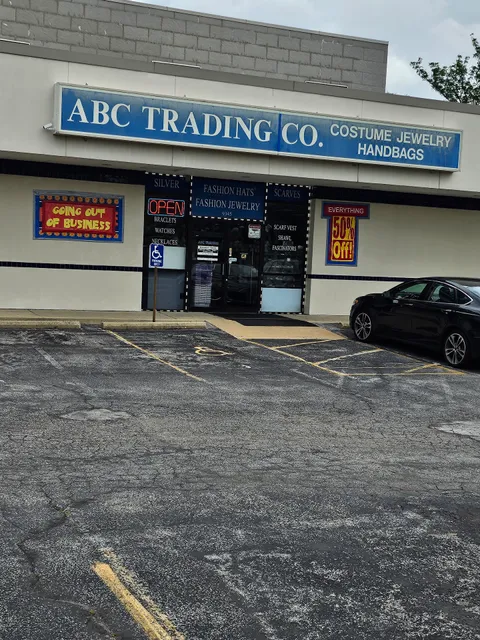 ABC TRADING CO.
COSTUME JEWELRY
HANDBAGS
GOING OUT
OF BUSINESS
SILVER
OPEN
BRACLETS
WATCHES
NECKLACES
FASHION HATS
FASHION JEWELRY
SCARVES
SCARF VEST
SHAWL
FASCINATORS
EVERYTHING
50%
Off!